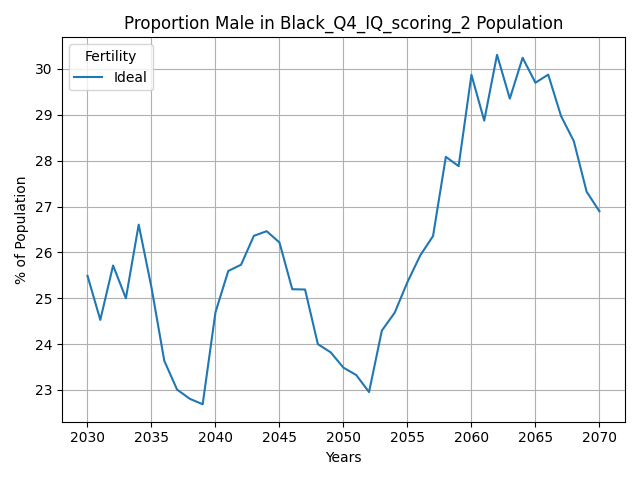 Proportion Male in Black_Q4_IQ_scoring_2 Population
Fertility
Ideal
% of Population
30
29
28
27
26
25
24
23
2030 2035 2040 2045 2050 2055 2060 2065 2070
Years